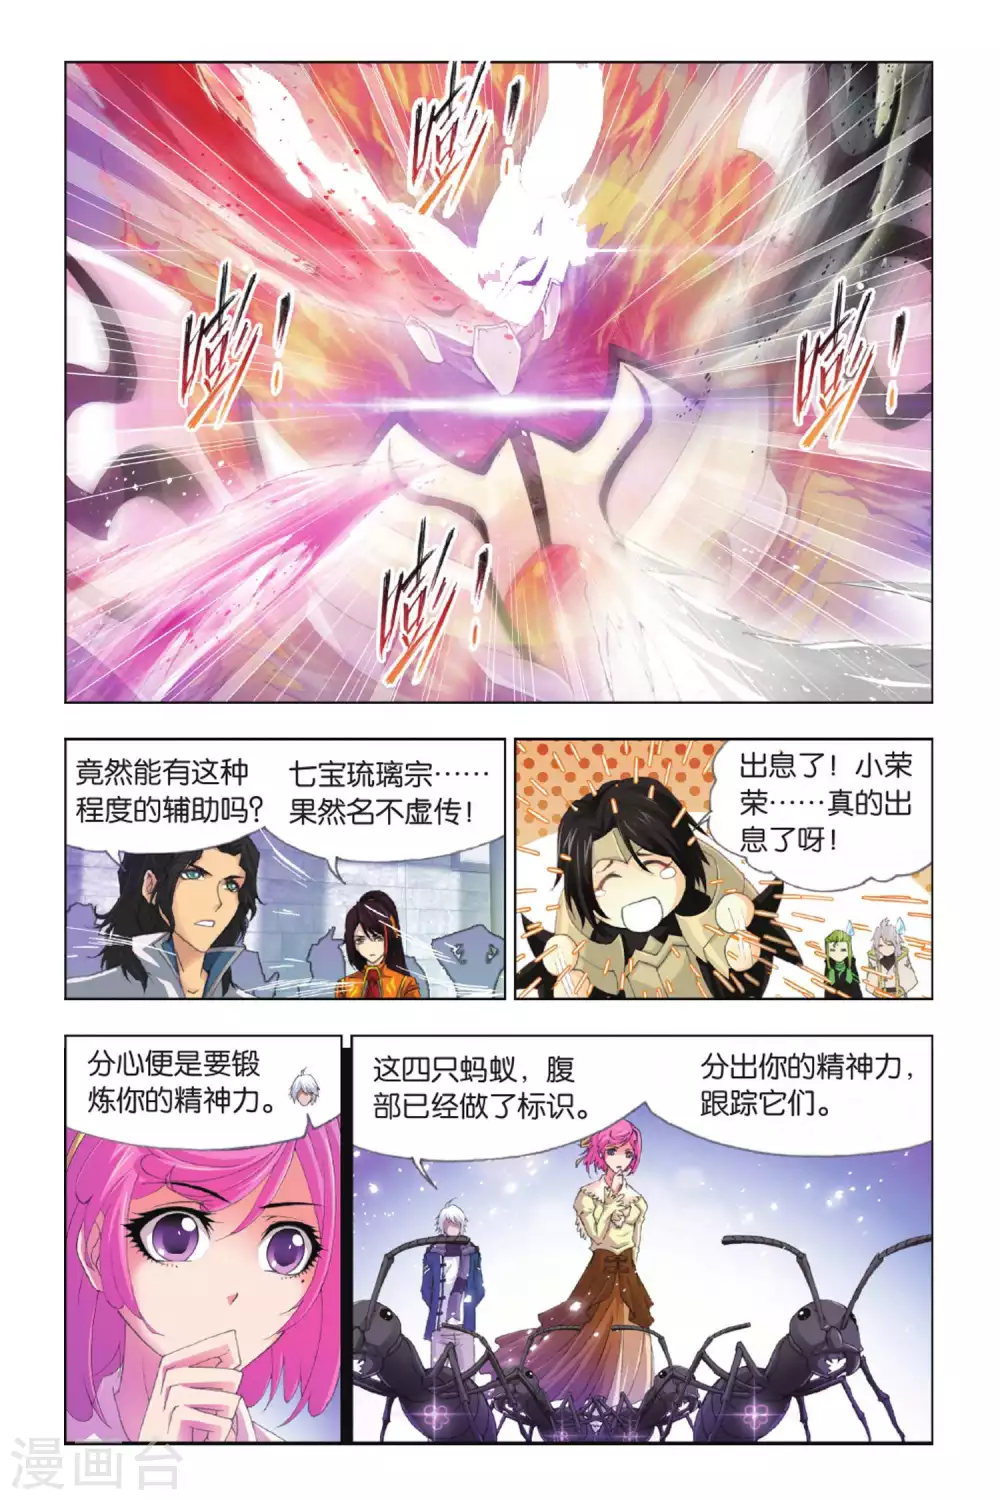 嘭！
嘭！
嘭！
嘭！
竟然能有这种
程度的辅助吗？
七宝琉璃宗……
果然名不虚传！
出息了！小荣
荣……真的出
息了呀！
分心便是要锻
炼你的精神力。
这四只蚂蚁，腹
部已经做了标识。
分出你的精神力，
跟踪它们。
漫画台